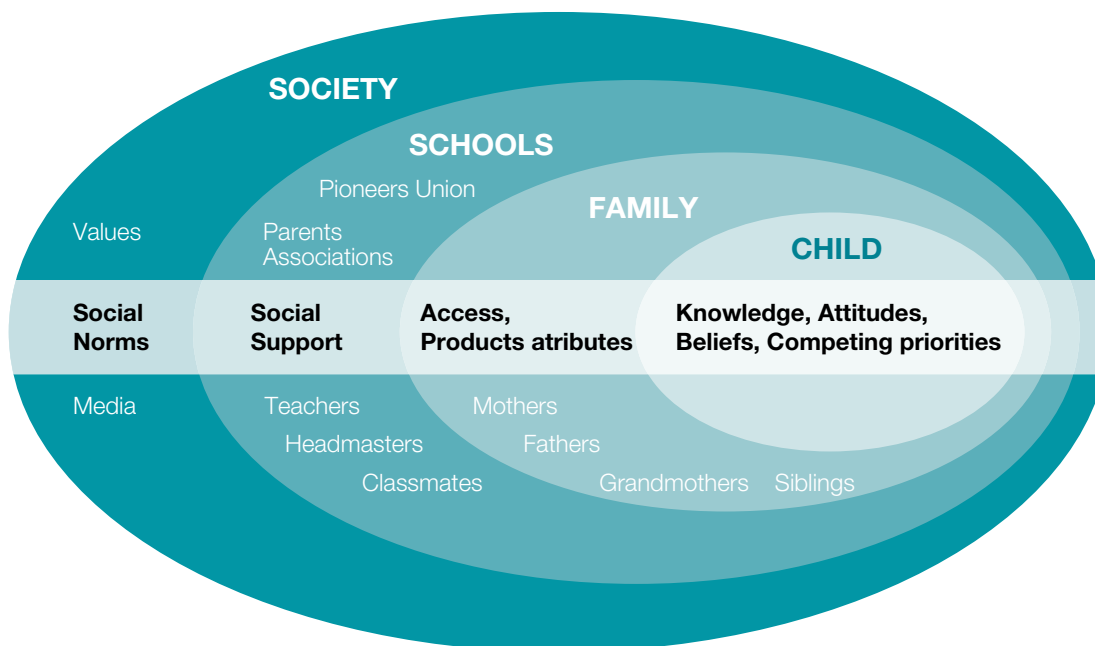 SOCIETY
SCHOOLS
Pioneers Union
FAMILY
Values
Parents
Associations
CHILD
Social
Norms
Social
Support
Access,
Products atributes
Knowledge, Attitudes,
Beliefs, Competing priorities
Media
Teachers
Mothers
Headmasters
Fathers
Classmates
Grandmothers
Siblings